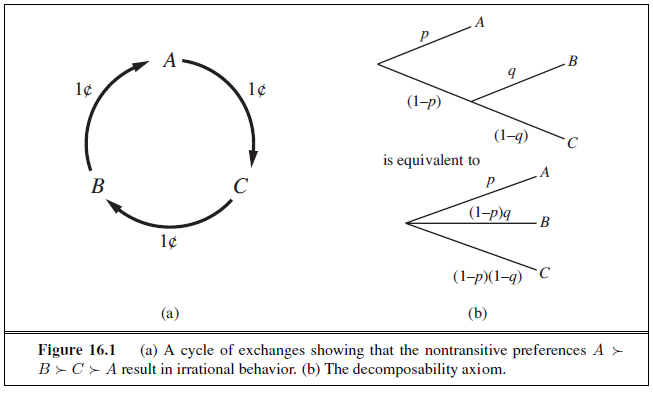 A
1¢
1¢
B
C
1¢
(a)
p
A
q
B
(1–p)
(1–q)
C
is equivalent to
p
A
(1–p)q
B
(1–p)(1–q)
C
(b)
Figure 16.1 (a) A cycle of exchanges showing that the nontransitive preferences A ≻
B ≻ C ≻ A result in irrational behavior. (b) The decomposability axiom.